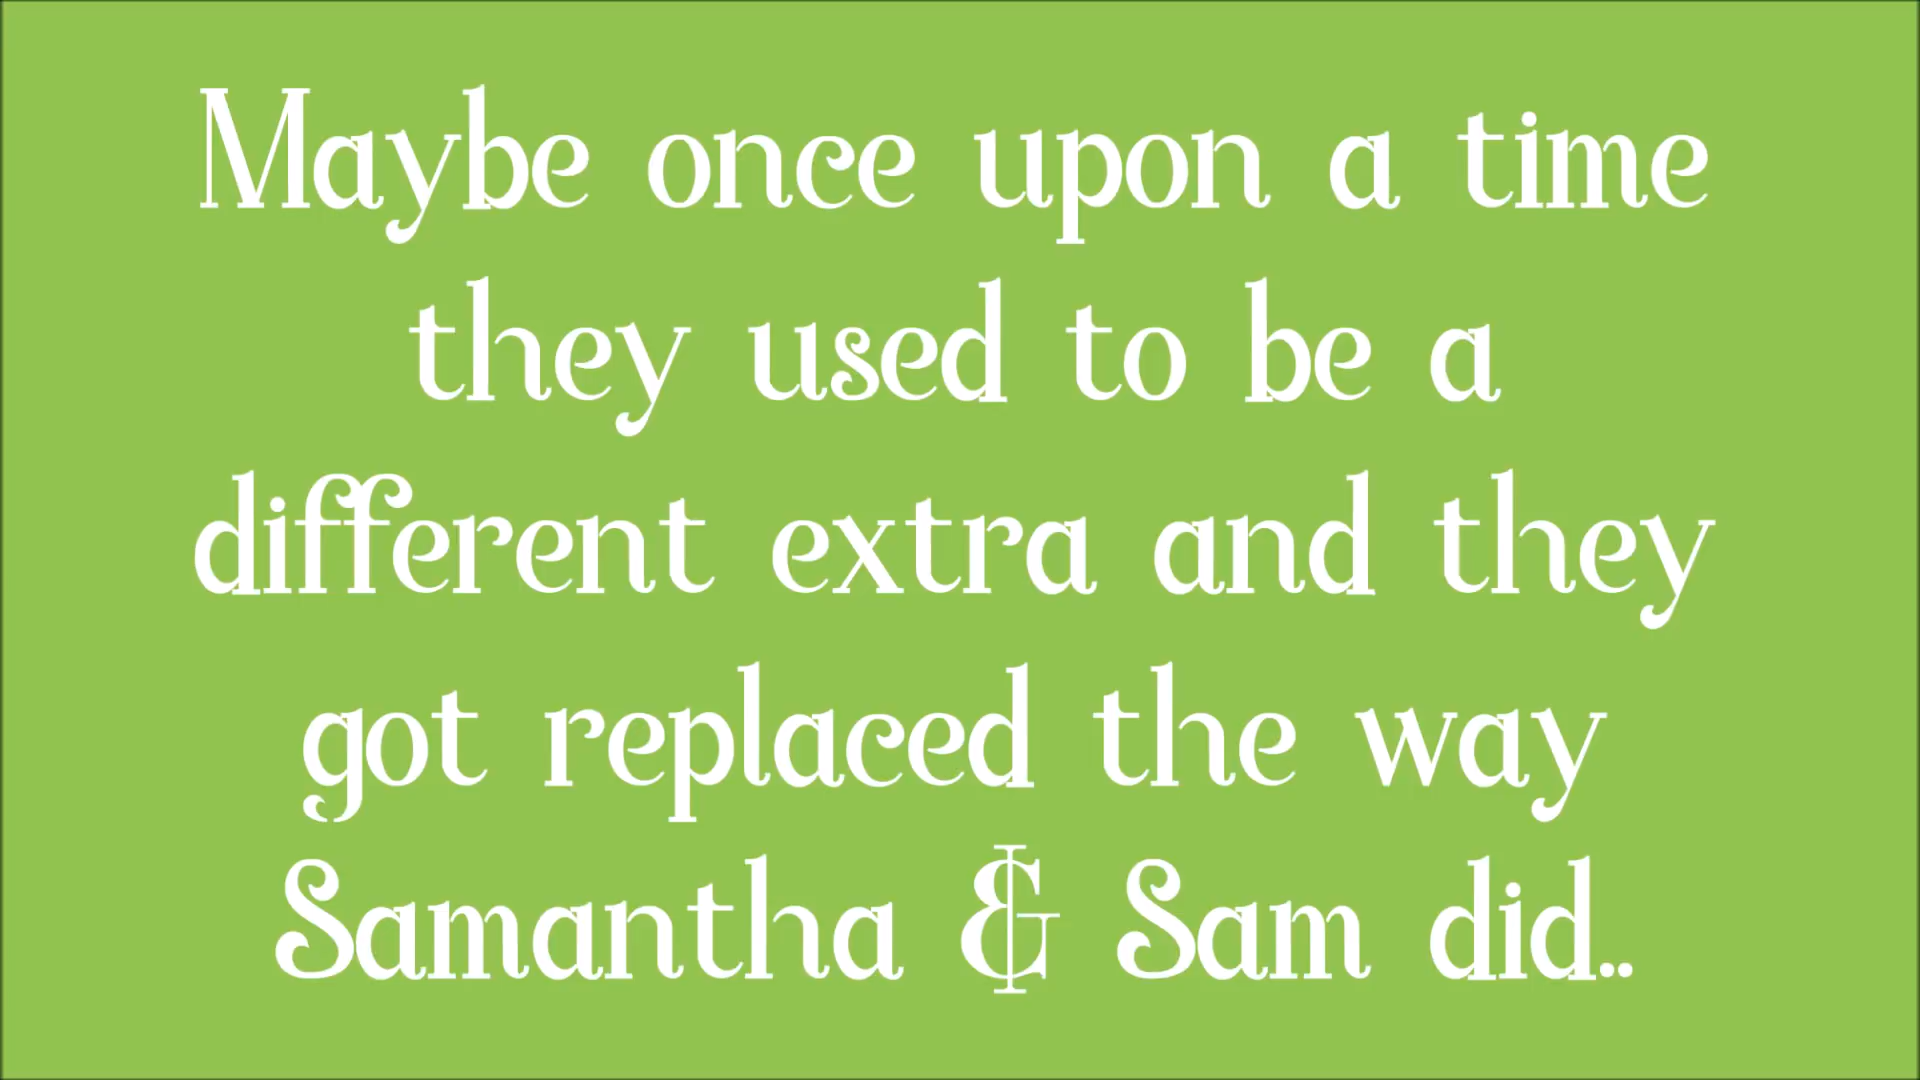 Maybe once upon a time
they used to be a
different extra and they
got replaced the way
Samantha & Sam did..